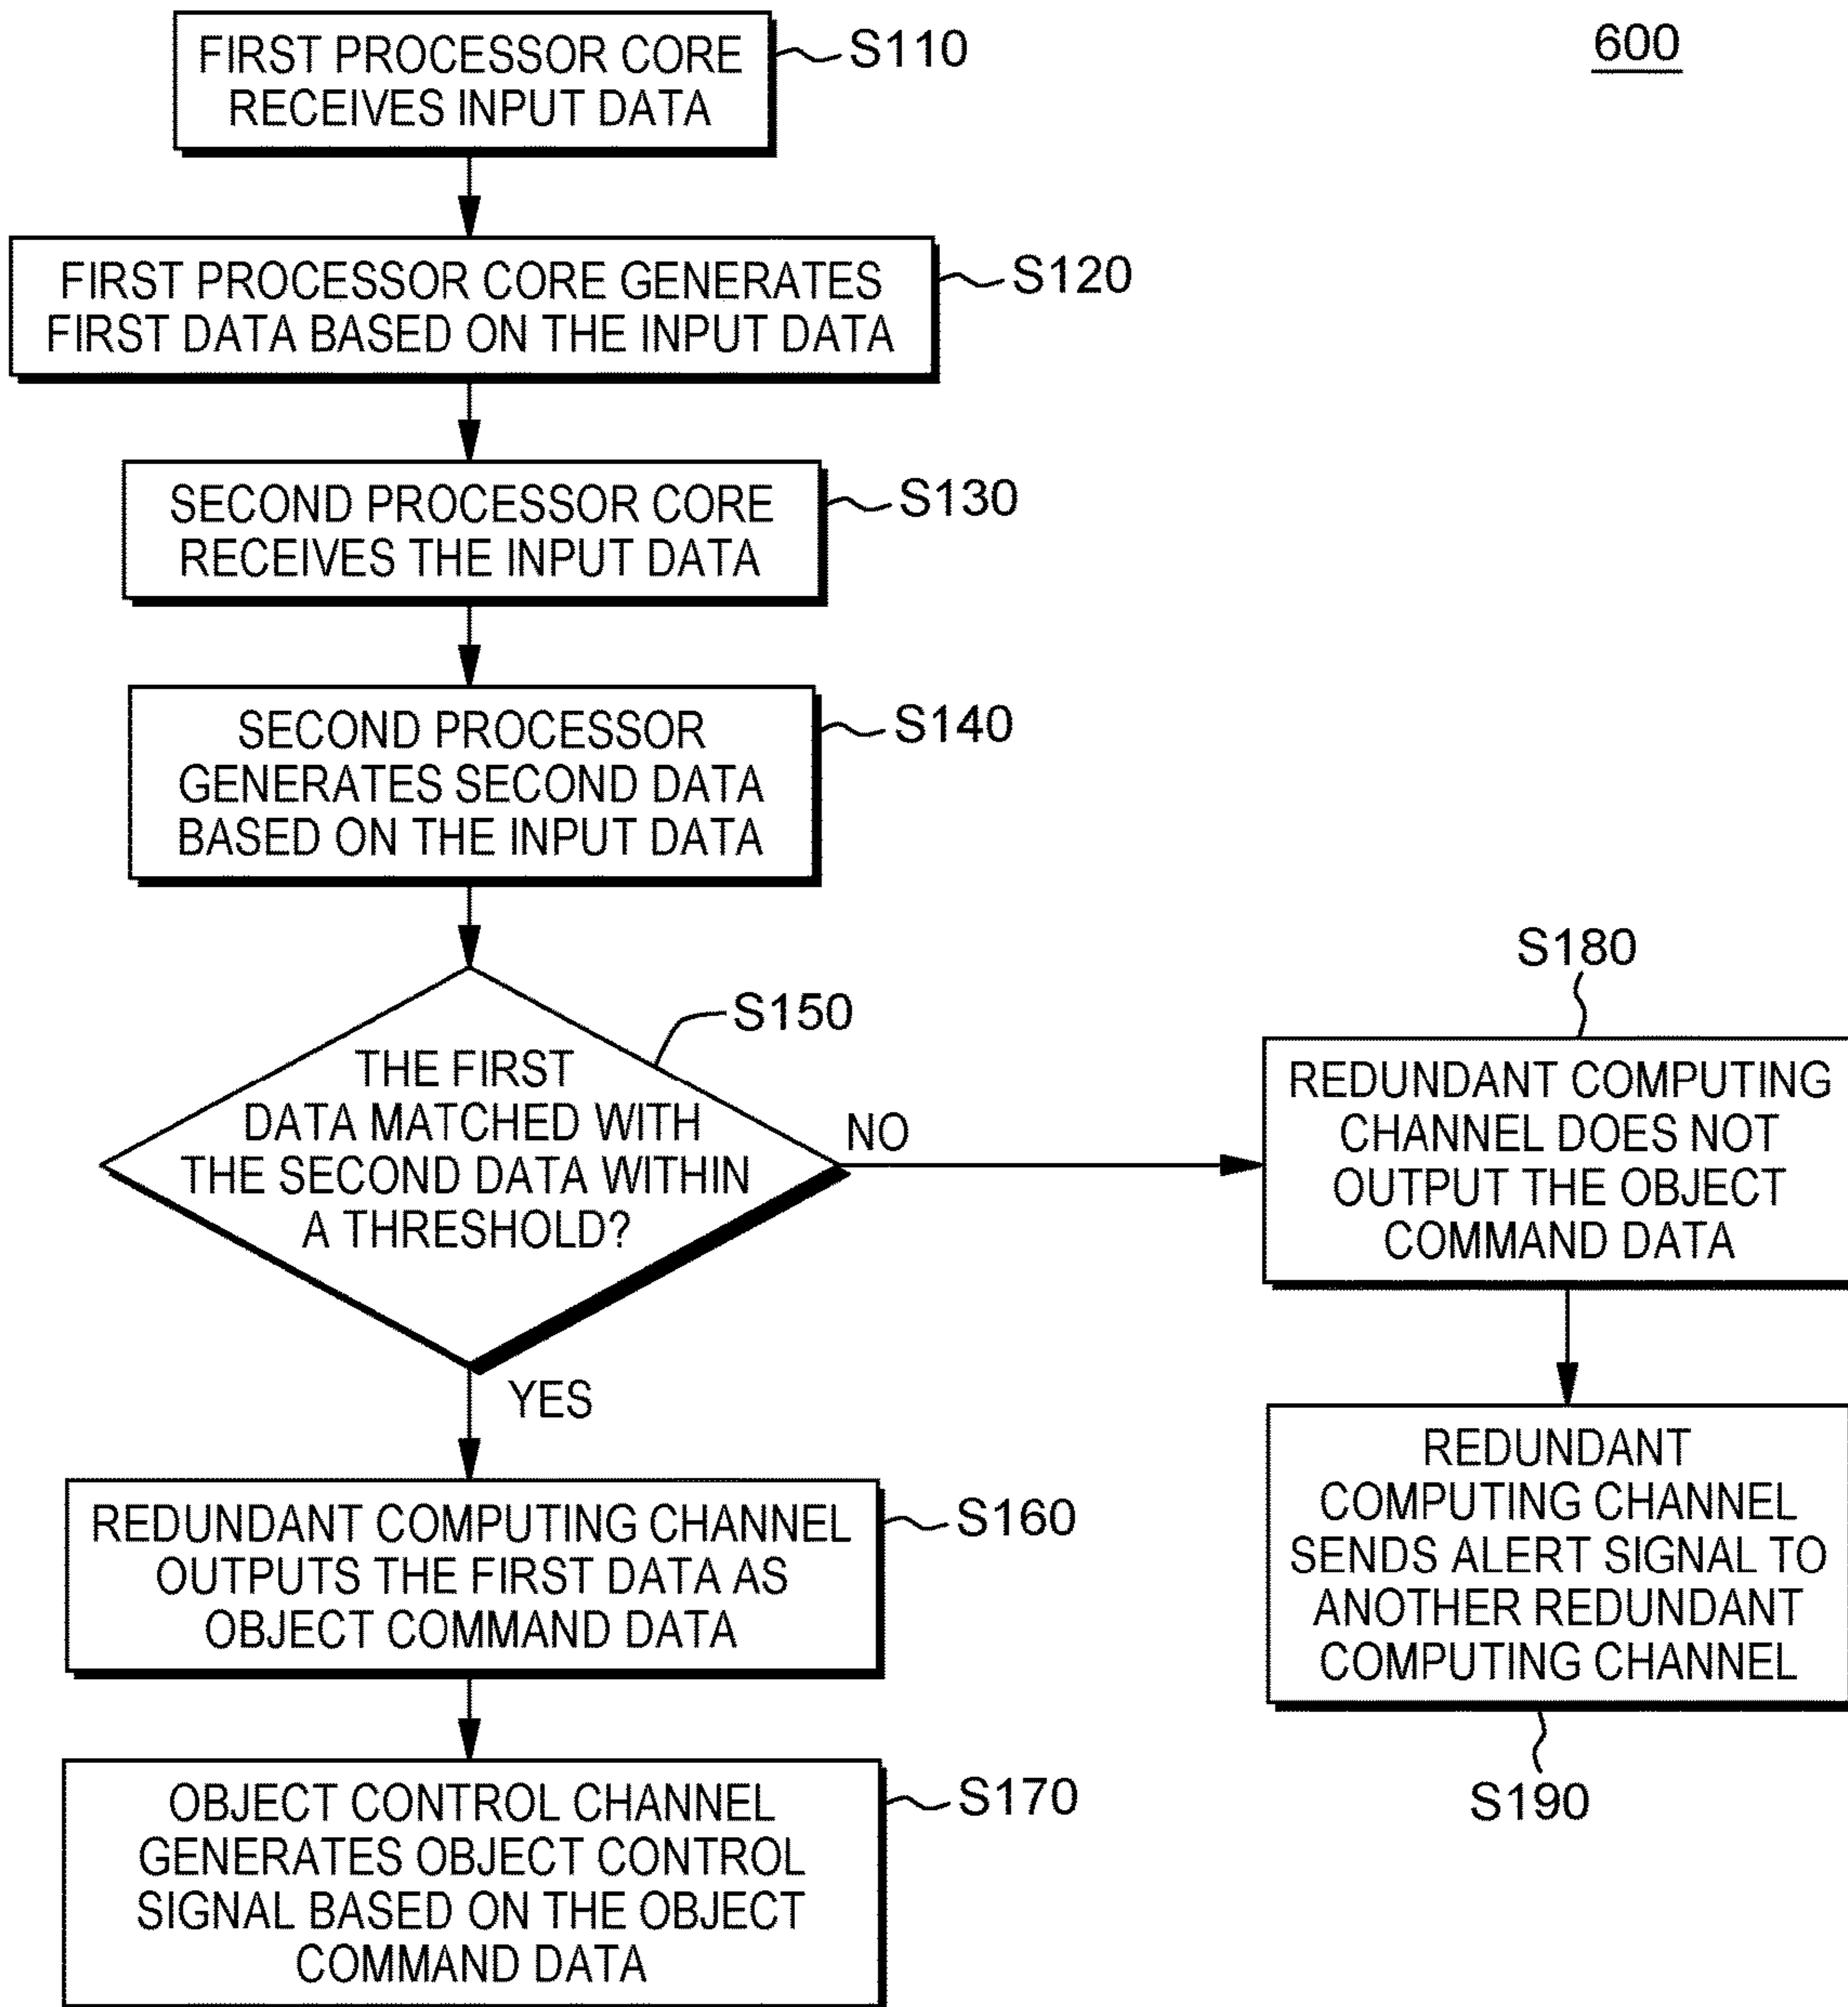 600
FIRST PROCESSOR CORE
RECEIVES INPUT DATA
S110
FIRST PROCESSOR CORE GENERATES
FIRST DATA BASED ON THE INPUT DATA
S120
SECOND PROCESSOR CORE
RECEIVES THE INPUT DATA
S130
SECOND PROCESSOR
GENERATES SECOND DATA
BASED ON THE INPUT DATA
S140
THE FIRST
DATA MATCHED WITH
THE SECOND DATA WITHIN
A THRESHOLD?
S150
NO
YES
REDUNDANT COMPUTING CHANNEL
OUTPUTS THE FIRST DATA AS
OBJECT COMMAND DATA
S160
OBJECT CONTROL CHANNEL
GENERATES OBJECT CONTROL
SIGNAL BASED ON THE OBJECT
COMMAND DATA
S170
S180
REDUNDANT COMPUTING
CHANNEL DOES NOT
OUTPUT THE OBJECT
COMMAND DATA
REDUNDANT
COMPUTING CHANNEL
SENDS ALERT SIGNAL TO
ANOTHER REDUNDANT
COMPUTING CHANNEL
S190